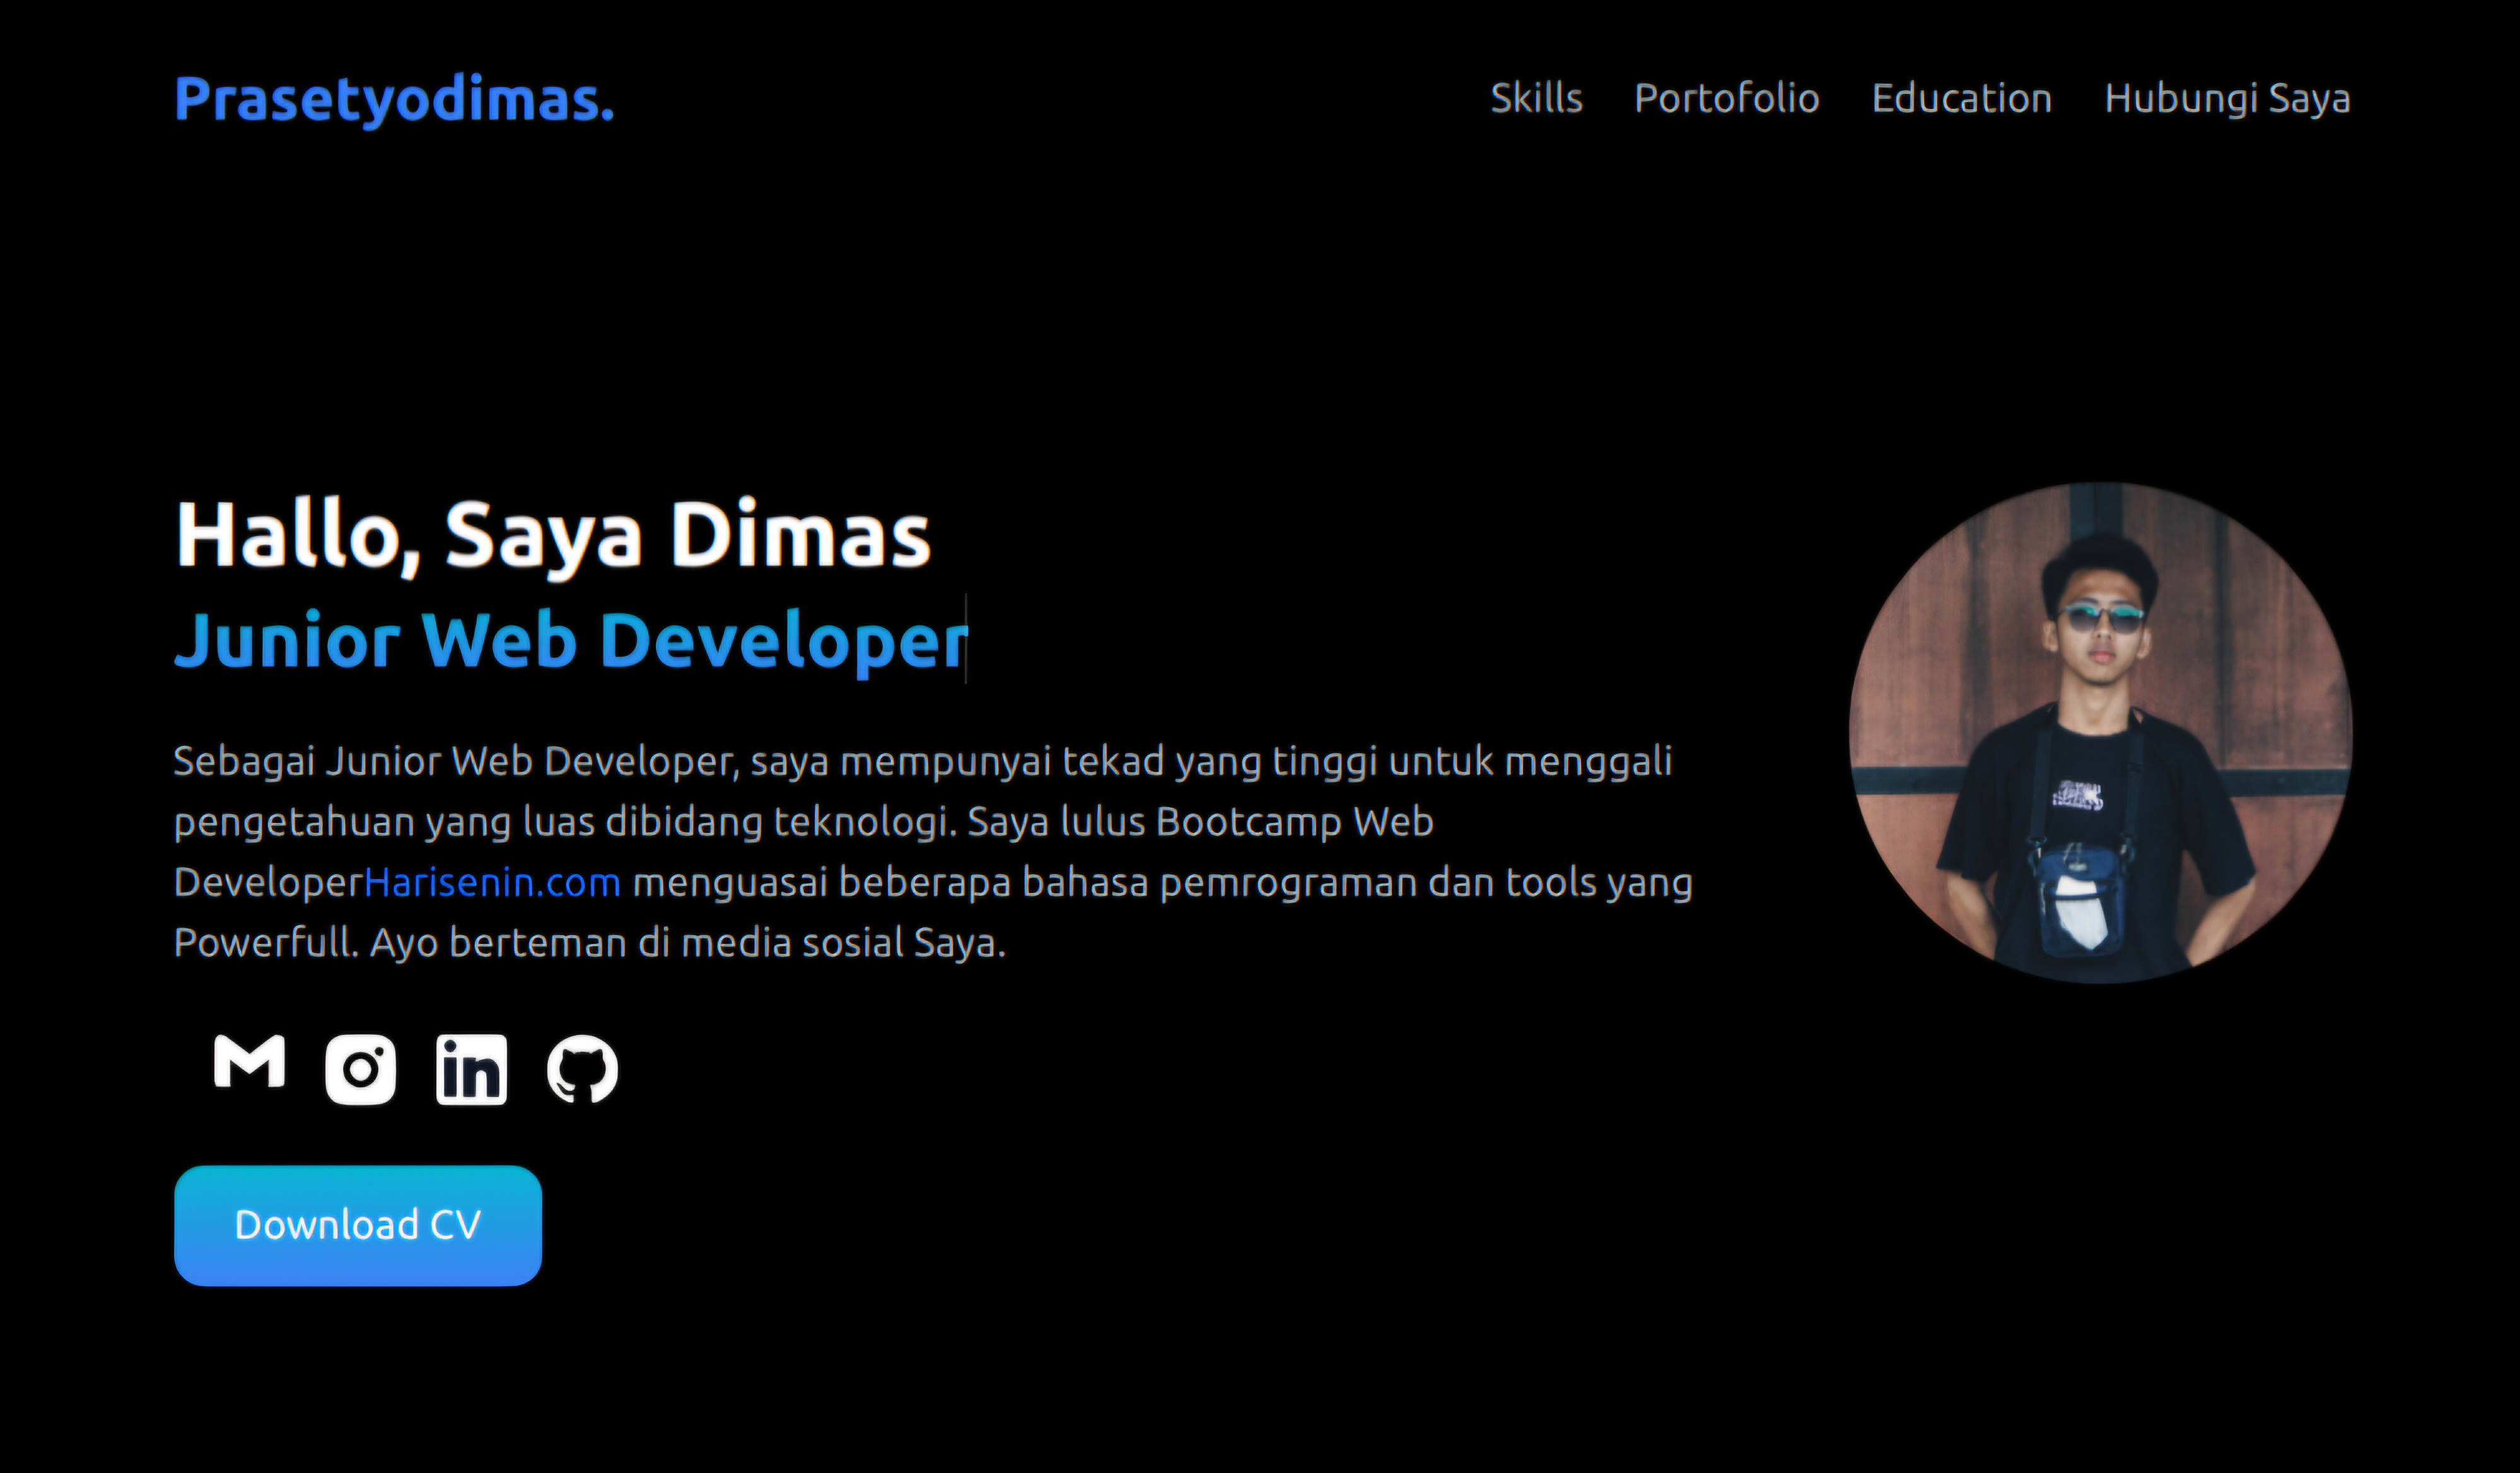 Prasetyodimas.
Skills Portofolio Education Hubungi Saya
Hallo, Saya Dimas
Junior Web Developer
Sebagai Junior Web Developer, saya mempunyai tekad yang tinggi untuk menggali
pengetahuan yang luas dibidang teknologi. Saya lulus Bootcamp Web
DeveloperHarisenin.com menguasai beberapa bahasa pemrograman dan tools yang
Powerfull. Ayo berteman di media sosial Saya.
in
Download CV